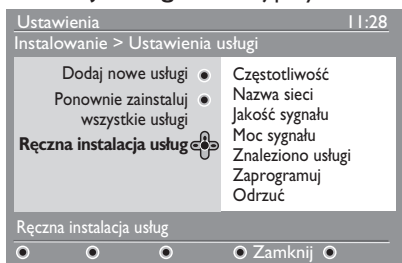 Ustawienia 11:28
Instalowanie > Ustawienia usługi
Dodaj nowe usługi
Ponownie zainstaluj
wszystkie usługi
Ręczna instalacja usług
Częstotliwość
Nazwa sieci
Jakość sygnału
Moc sygnału
Znaleziono usługi
Zaprogramuj
Odrzuć
Ręczna instalacja usług
Zamknij